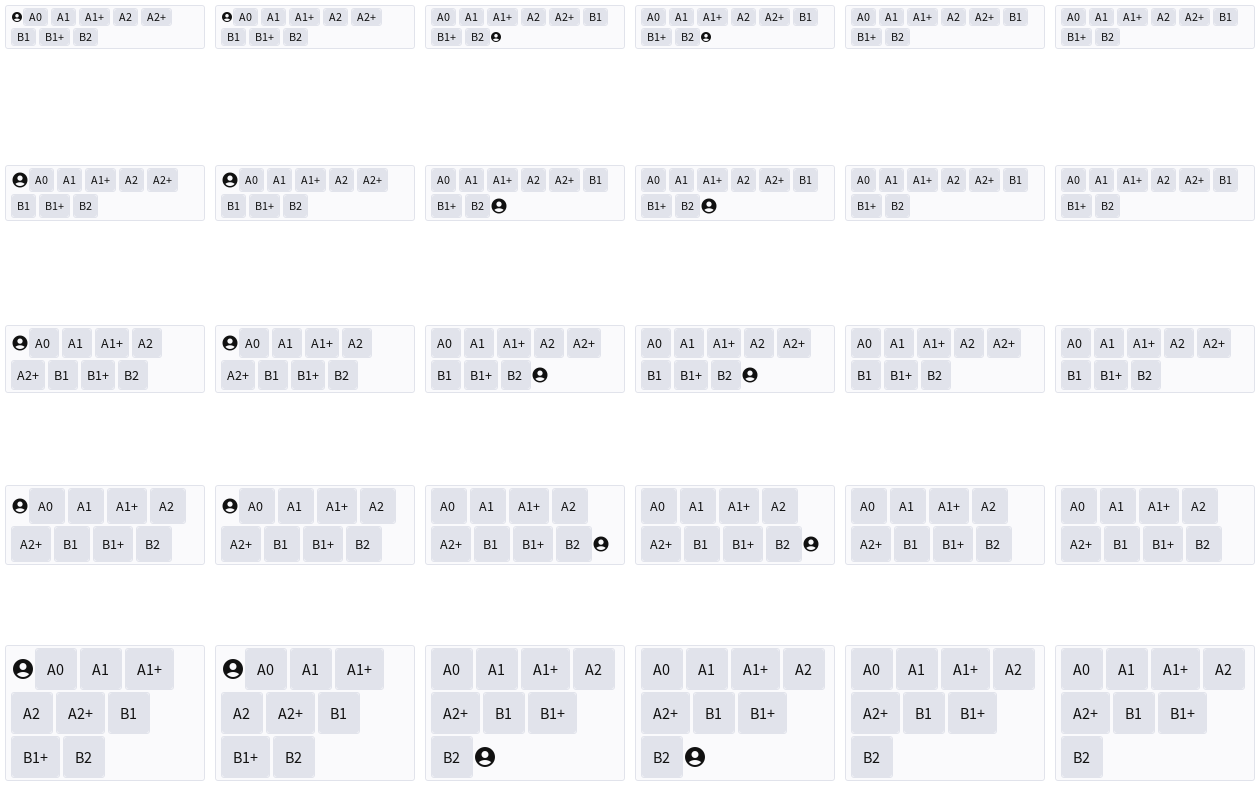 A0 A1 A1+ A2 A2+
B1 B1+ B2
A0 A1 A1+ A2 A2+
B1 B1+ B2
A0 A1 A1+ A2 A2+ B1
B1+ B2
A0 A1 A1+ A2 A2+ B1
B1+ B2
A0 A1 A1+ A2 A2+ B1
B1+ B2
A0 A1 A1+ A2 A2+ B1
B1+ B2
A0 A1 A1+ A2 A2+
B1 B1+ B2
A0 A1 A1+ A2 A2+
B1 B1+ B2
A0 A1 A1+ A2 A2+ B1
B1+ B2
A0 A1 A1+ A2 A2+ B1
B1+ B2
A0 A1 A1+ A2 A2+ B1
B1+ B2
A0 A1 A1+ A2 A2+ B1
B1+ B2
A0 A1 A1+ A2
A2+ B1 B1+ B2
A0 A1 A1+ A2
A2+ B1 B1+ B2
A0 A1 A1+ A2 A2+
B1 B1+ B2
A0 A1 A1+ A2 A2+
B1 B1+ B2
A0 A1 A1+ A2 A2+
B1 B1+ B2
A0 A1 A1+ A2 A2+
B1 B1+ B2
A0 A1 A1+ A2
A2+ B1 B1+ B2
A0 A1 A1+ A2
A2+ B1 B1+ B2
A0 A1 A1+ A2
A2+ B1 B1+ B2
A0 A1 A1+ A2
A2+ B1 B1+ B2
A0 A1 A1+ A2
A2+ B1 B1+ B2
A0 A1 A1+ A2
A2+ B1 B1+ B2
A0 A1 A1+
A2 A2+ B1
B1+ B2
A0 A1 A1+
A2 A2+ B1
B1+ B2
A0 A1 A1+ A2
A2+ B1 B1+
B2
A0 A1 A1+ A2
A2+ B1 B1+
B2
A0 A1 A1+ A2
A2+ B1 B1+
B2
A0 A1 A1+ A2
A2+ B1 B1+
B2